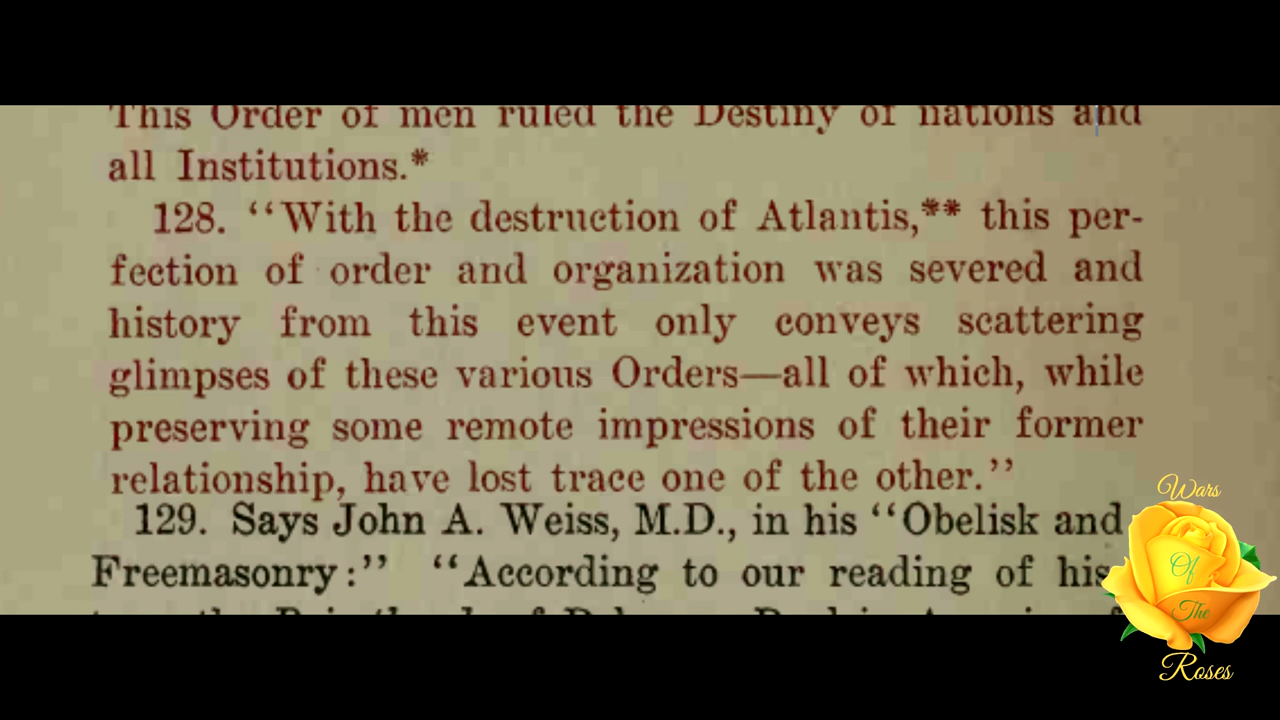 This Order of men ruled the Destiny of nations and
all Institutions.*
128. ‘‘With the destruction of Atlantis,** this per-
fection of order and organization was severed and
history from this event only conveys scattering
glimpses of these various Orders—all of which, while
preserving some remote impressions of their former
relationship, have lost trace one of the other.’’
129. Says John A. Weiss, M.D., in his ‘‘Obelisk and
Freemasonry:’’ ‘‘According to our reading of his
Wars
Of
The
Roses